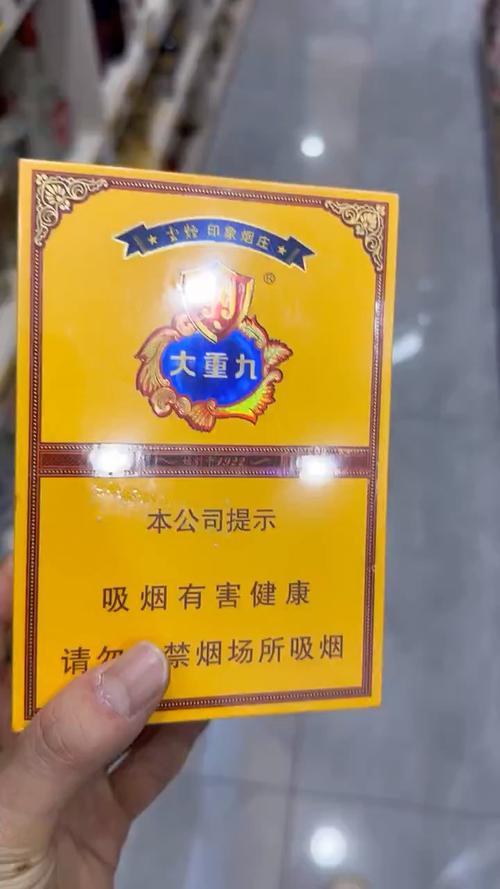 印象烟庄
®
大重九
本公司提示
吸烟有害健康
请勿 禁烟场所吸烟